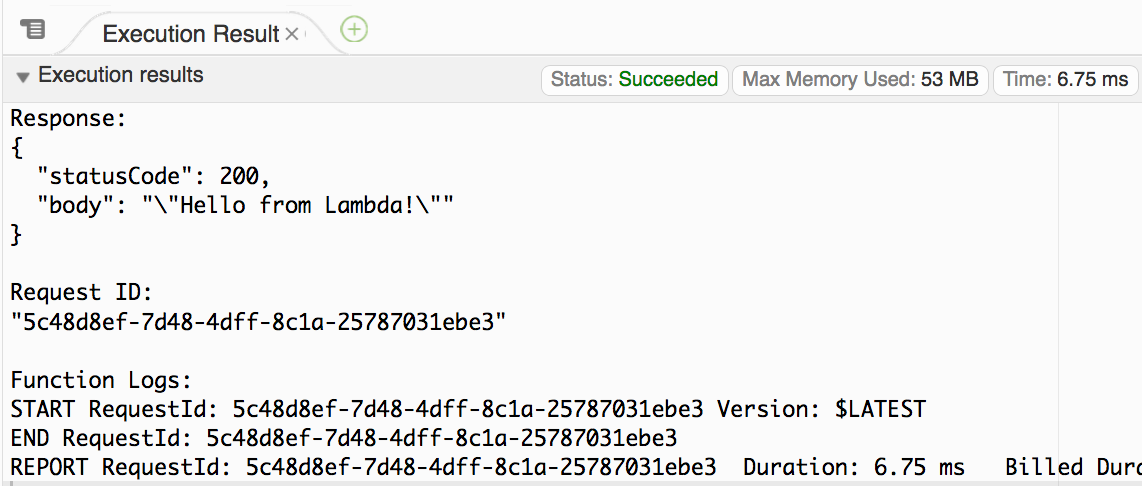 Execution Result
Execution results Status: Succeeded Max Memory Used: 53 MB Time: 6.75 ms
Response:
{
  "statusCode": 200,
  "body": "\"Hello from Lambda!\""
}
Request ID:
"5c48d8ef-7d48-4dff-8c1a-25787031ebe3"
Function Logs:
START RequestId: 5c48d8ef-7d48-4dff-8c1a-25787031ebe3 Version: $LATEST
END RequestId: 5c48d8ef-7d48-4dff-8c1a-25787031ebe3
REPORT RequestId: 5c48d8ef-7d48-4dff-8c1a-25787031ebe3  Duration: 6.75 ms   Billed